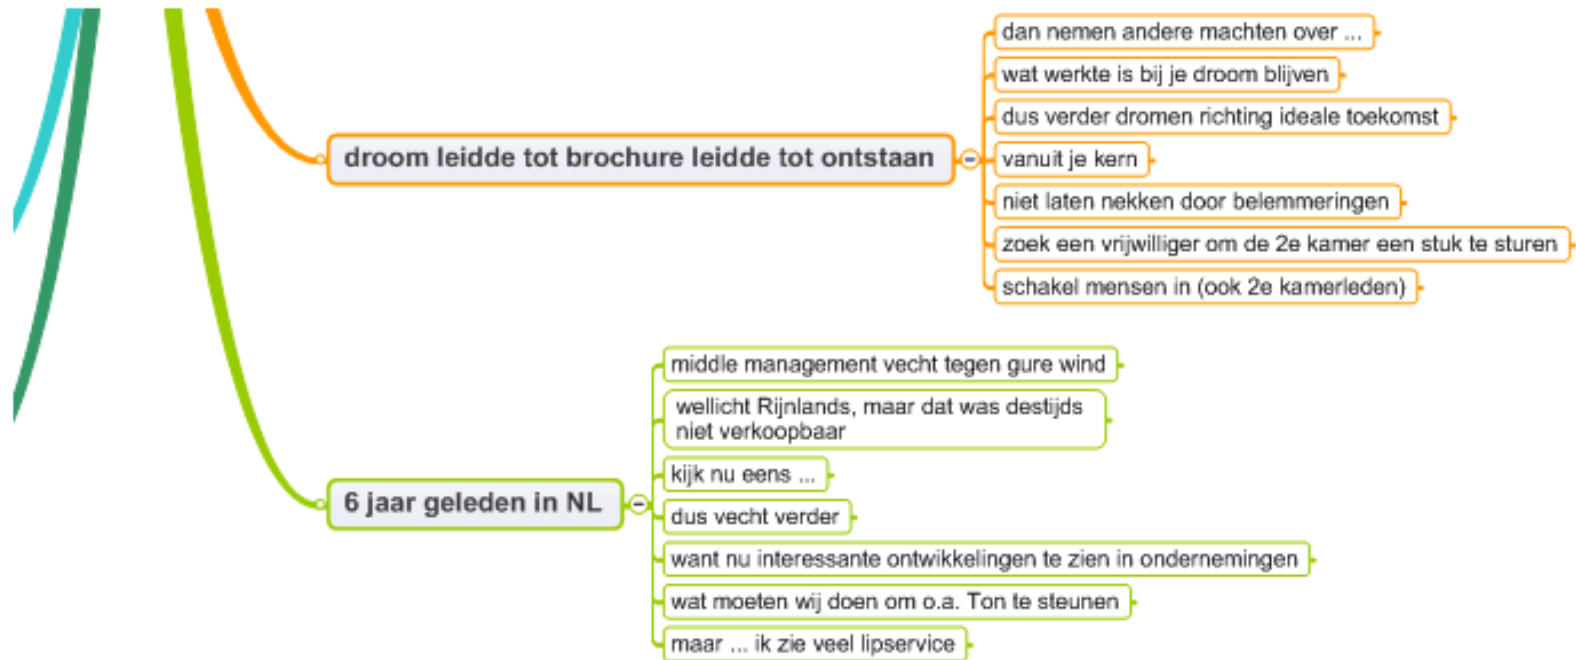 droom leidde tot brochure leidde tot ontstaan
dan nemen andere machten over ...
wat werkte is bij je droom blijven
dus verder dromen richting ideale toekomst
vanuit je kern
niet laten nekken door belemmeringen
zoek een vrijwilliger om de 2e kamer een stuk te sturen
schakel mensen in (ook 2e kamerleden)
6 jaar geleden in NL
middle management vecht tegen gure wind
wellicht Rijnlands, maar dat was destijds
niet verkoopbaar
kijk nu eens ...
dus vecht verder
want nu interessante ontwikkelingen te zien in ondernemingen
wat moeten wij doen om o.a. Ton te steunen
maar ... ik zie veel lipservice